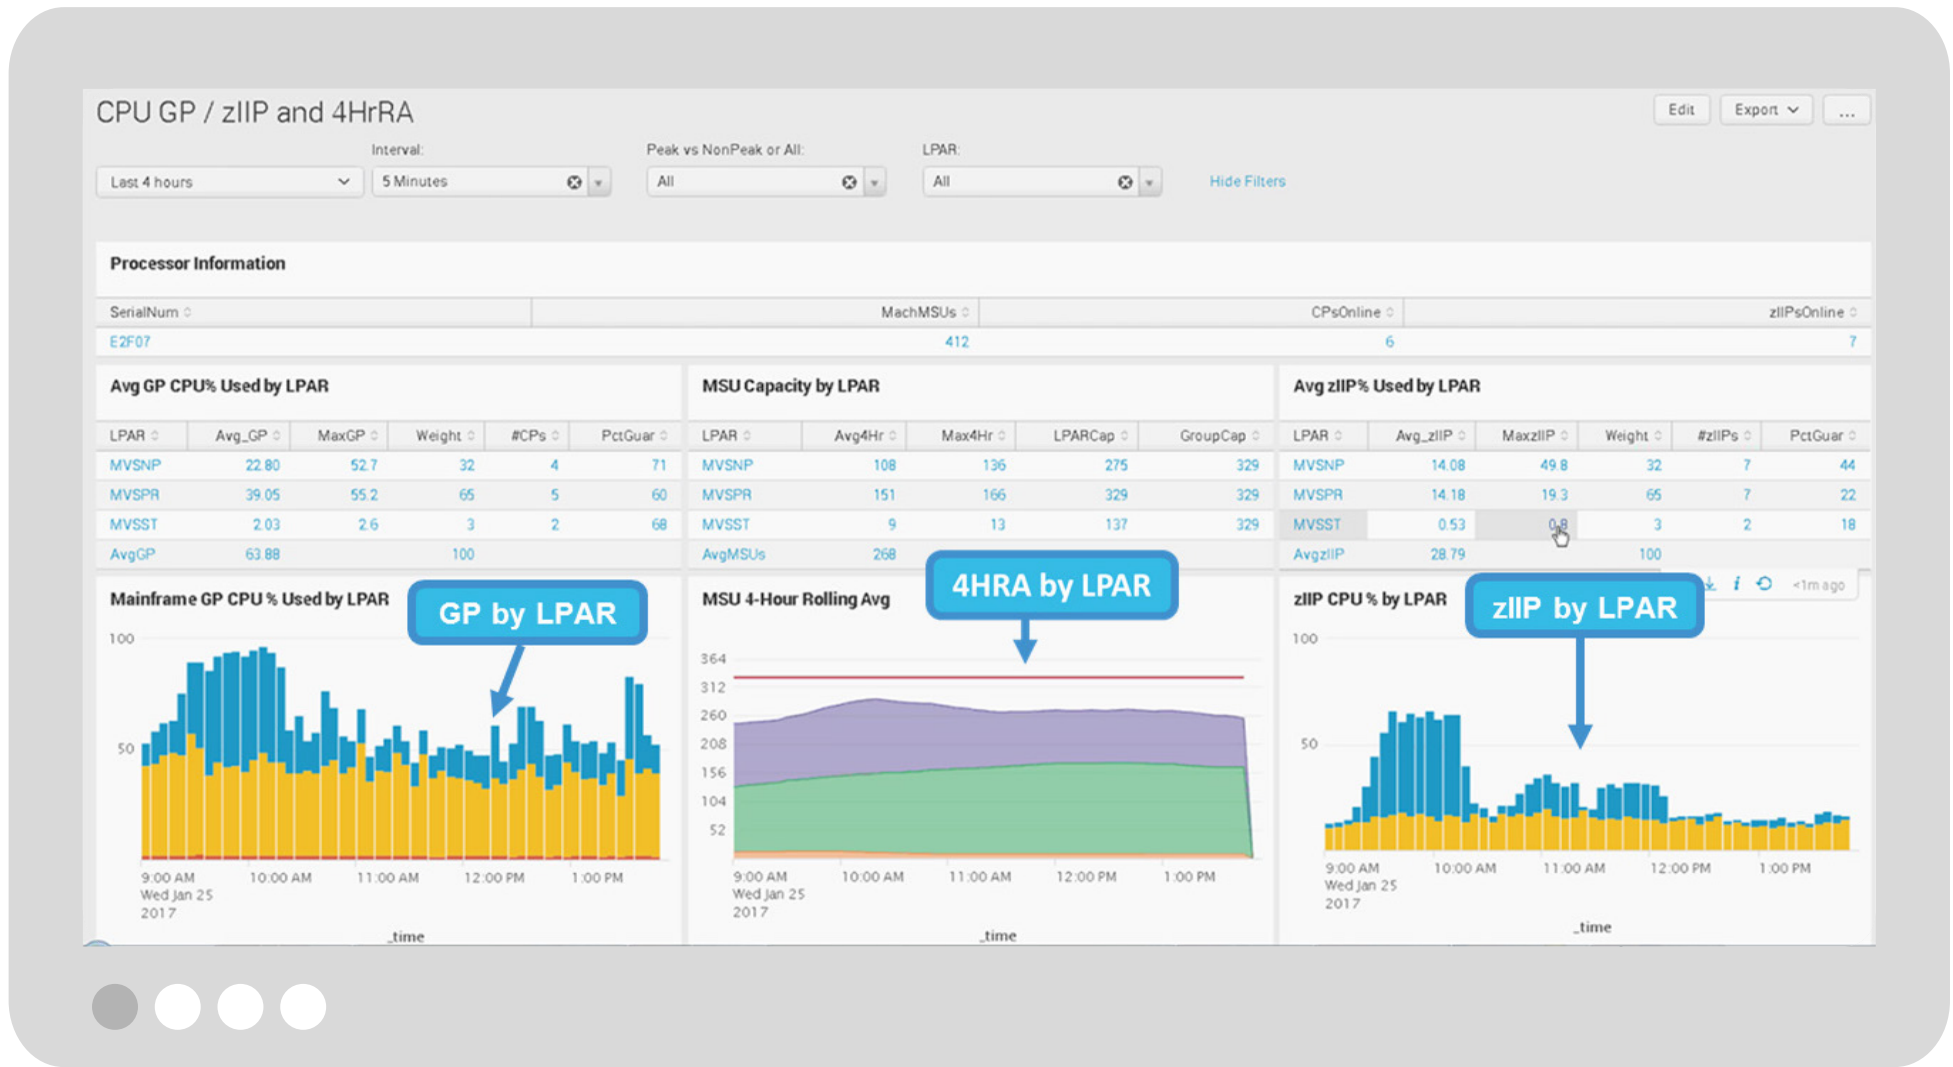 CPU GP / zIIP and 4HrRA
Edit Export ...
Interval: Peak vs NonPeak or All: LPAR:
Last 4 hours 5 Minutes All All Hide Filters
Processor Information
SerialNum MachMSUs CPsOnline zIIPsOnline
E2F07 412 6 7
Avg GP CPU% Used by LPAR
LPAR Avg_GP MaxGP Weight #CPs PctGuar
MVSNP 22.80 52.7 32 4 71
MVSPR 39.05 55.2 65 5 60
MVSST 2.03 2.6 3 2 68
AvgGP 63.88 100
MSU Capacity by LPAR
LPAR Avg4Hr Max4Hr LPARCap GroupCap
MVSNP 108 136 275 329
MVSPR 151 166 329 329
MVSST 9 13 137 329
AvgMSUs 268
Avg zIIP% Used by LPAR
LPAR Avg_zIIP MaxzIIP Weight #zIIPs PctGuar
MVSNP 14.08 49.8 32 7 44
MVSPR 14.18 19.3 65 7 22
MVSST 0.53 0.8 3 2 18
AvgzIIP 28.79 100
Mainframe GP CPU % Used by LPAR
GP by LPAR
100
50
9:00 AM 10:00 AM 11:00 AM 12:00 PM 1:00 PM
Wed Jan 25
2017
_time
MSU 4-Hour Rolling Avg
4HRA by LPAR
364
312
260
208
156
104
52
9:00 AM 10:00 AM 11:00 AM 12:00 PM 1:00 PM
Wed Jan 25
2017
_time
zIIP CPU % by LPAR
zIIP by LPAR
i <1m ago
100
50
9:00 AM 10:00 AM 11:00 AM 12:00 PM 1:00 PM
Wed Jan 25
2017
_time